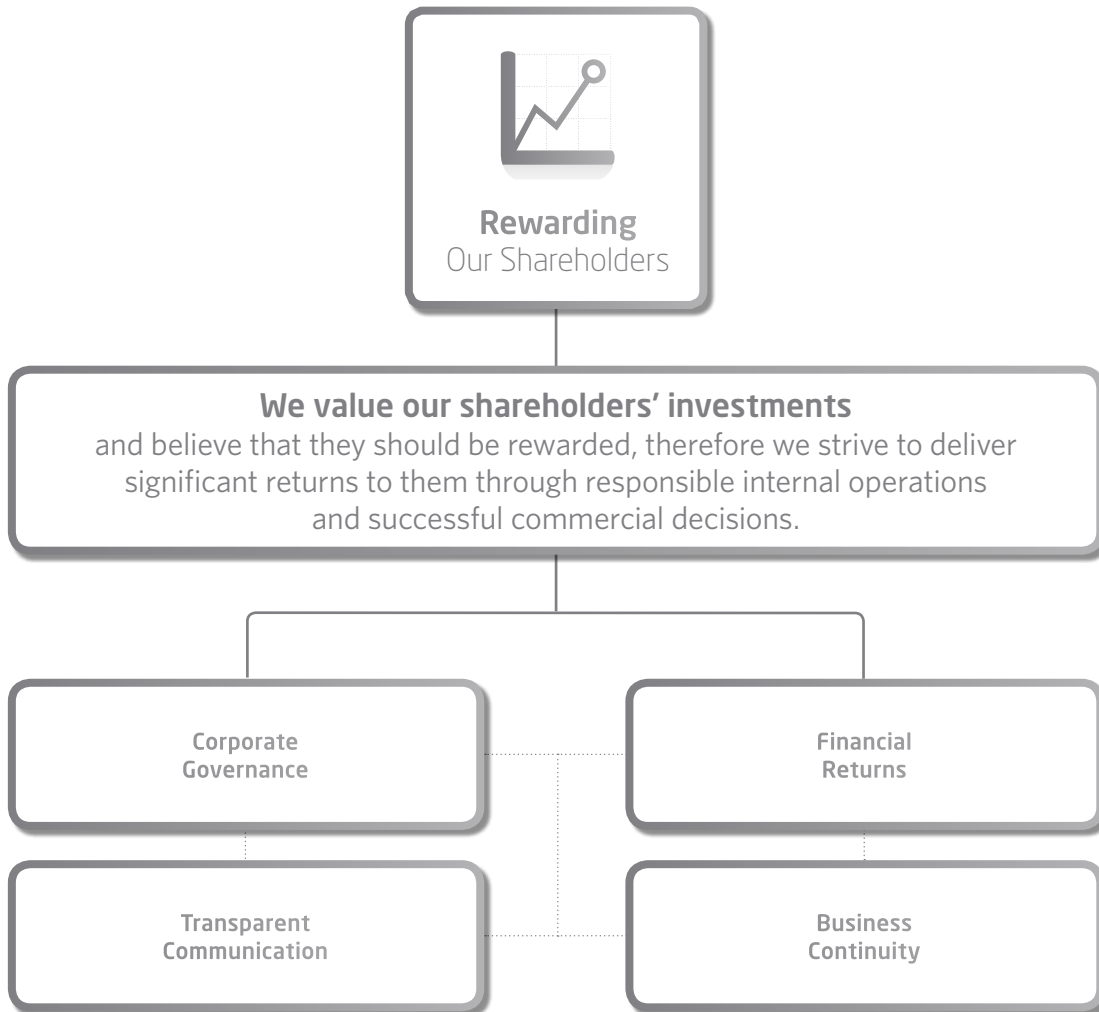 Rewarding
Our Shareholders
We value our shareholders’ investments
and believe that they should be rewarded, therefore we strive to deliver
significant returns to them through responsible internal operations
and successful commercial decisions.
Corporate
Governance
Financial
Returns
Transparent
Communication
Business
Continuity